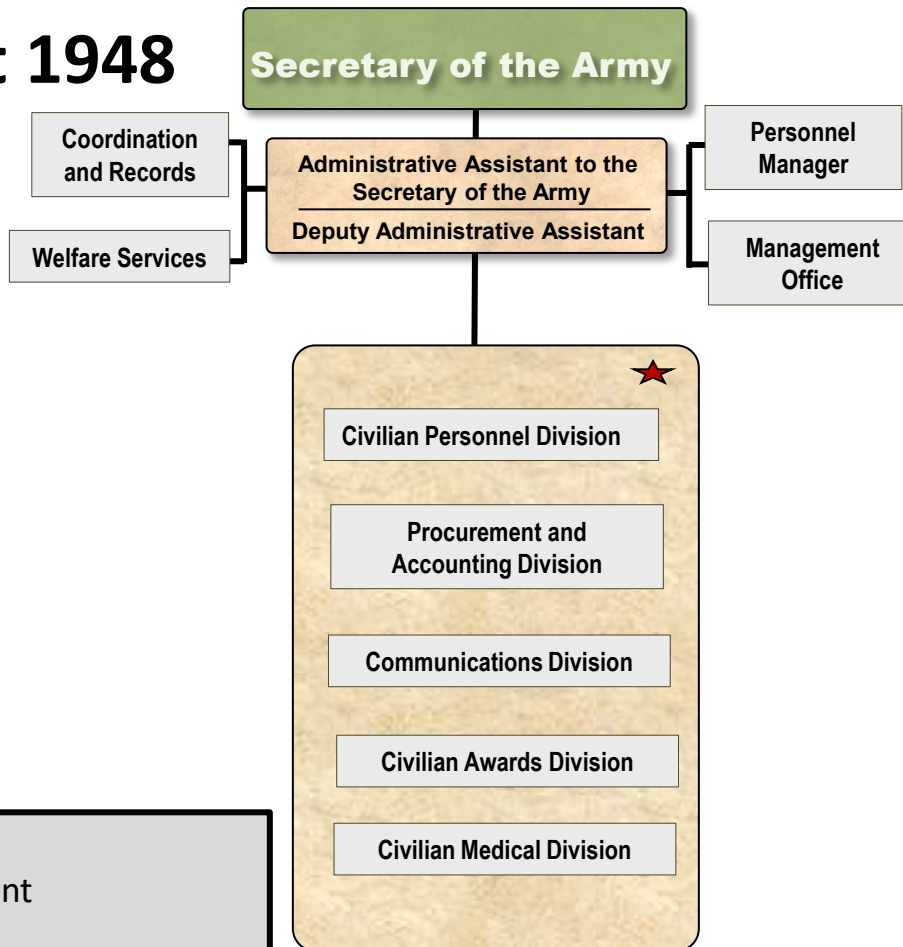 1948
Secretary of the Army
Coordination
and Records
Administrative Assistant to the
Secretary of the Army
Deputy Administrative Assistant
Personnel
Manager
Welfare Services
Management
Office
Civilian Personnel Division
Procurement and
Accounting Division
Communications Division
Civilian Awards Division
Civilian Medical Division